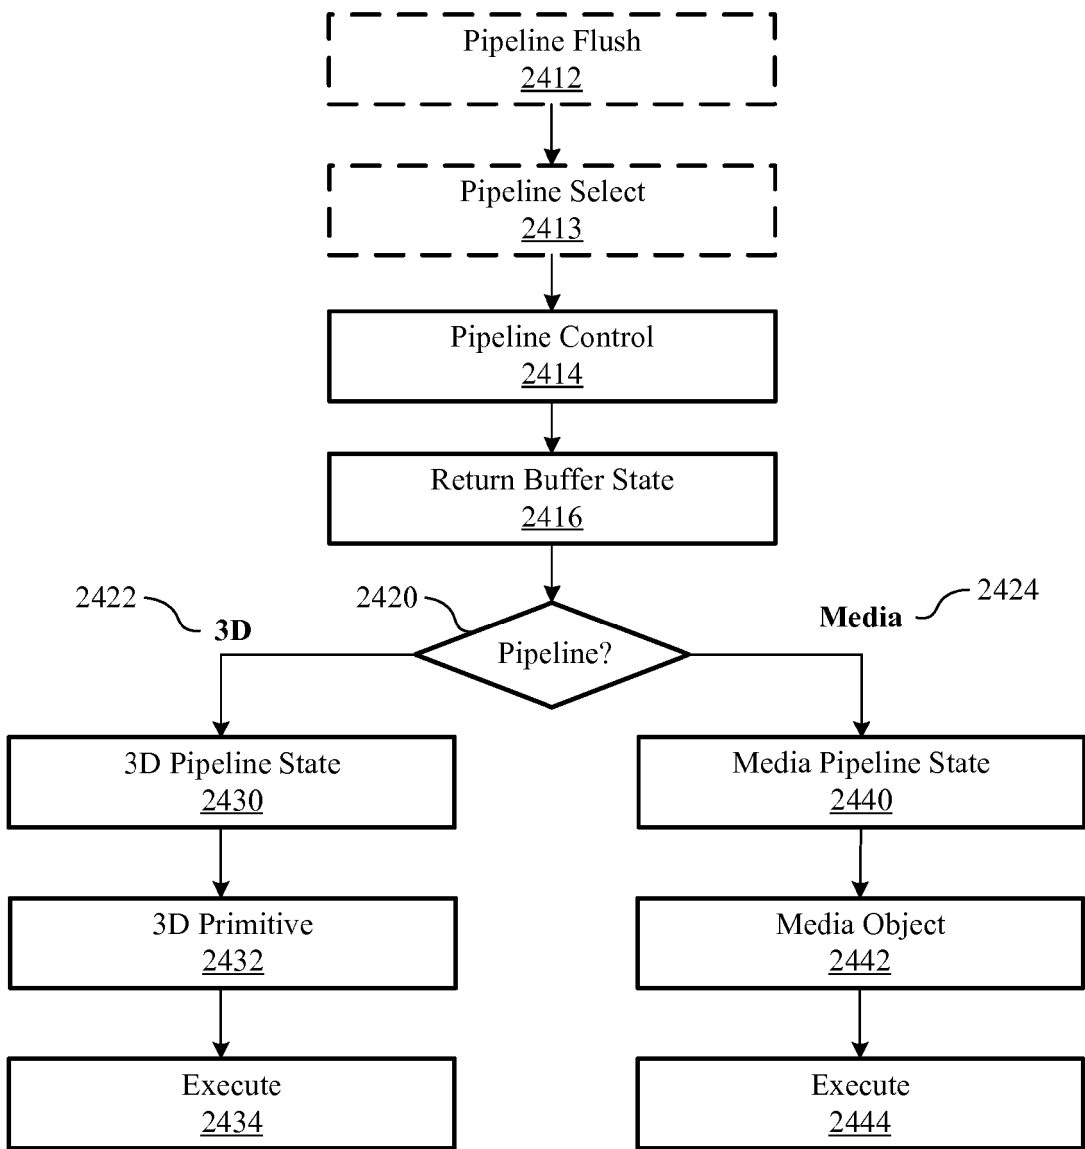 Pipeline Flush
2412
Pipeline Select
2413
Pipeline Control
2414
Return Buffer State
2416
2422
3D
2420
Pipeline?
Media
2424
3D Pipeline State
2430
3D Primitive
2432
Execute
2434
Media Pipeline State
2440
Media Object
2442
Execute
2444